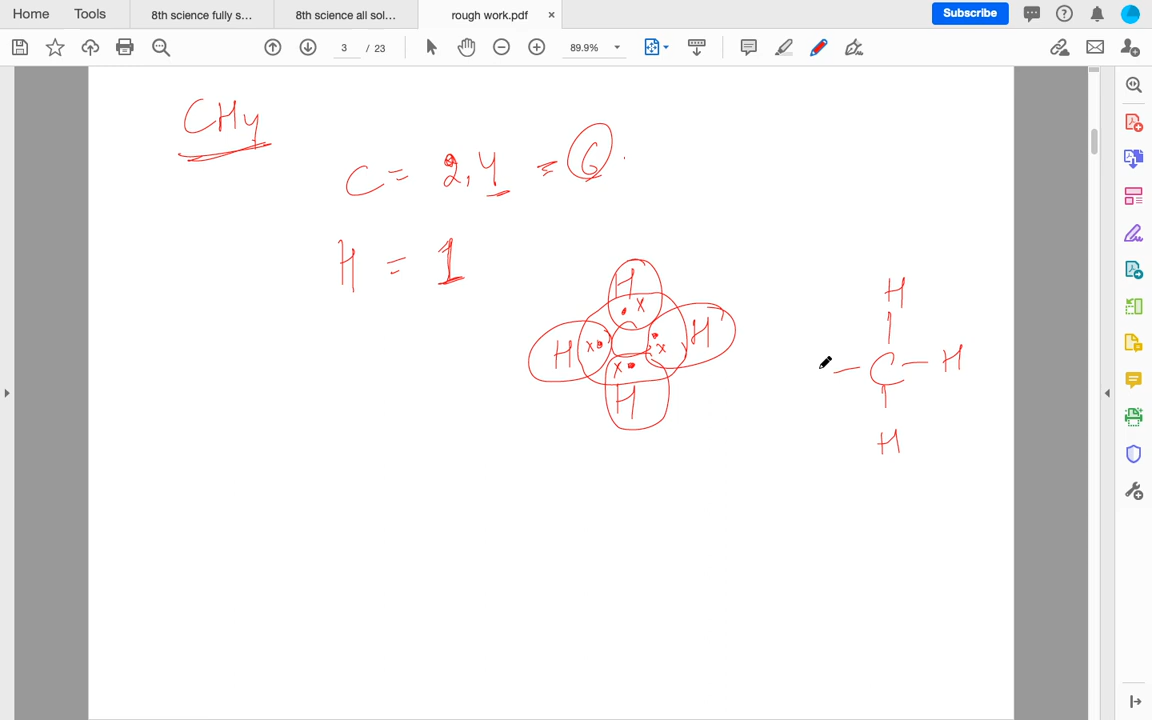 Home Tools 8th science fully s... 8th science all sol... rough work.pdf × Subscribe
3 / 23 89.9%
CH4
C = 2,4 = 6
H = 1
H
H H
H
H
– C – H
H